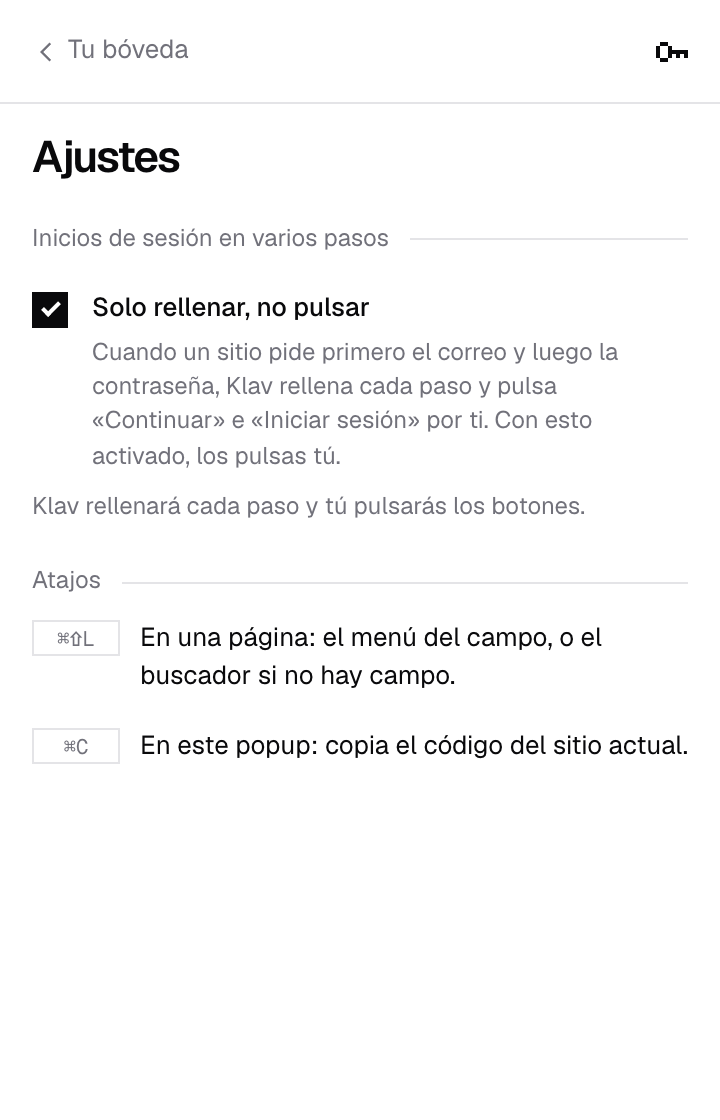 Tu bóveda
Ajustes
Inicios de sesión en varios pasos
Solo rellenar, no pulsar
Cuando un sitio pide primero el correo y luego la
contraseña, Klav rellena cada paso y pulsa
«Continuar» e «Iniciar sesión» por ti. Con esto
activado, los pulsas tú.
Klav rellenará cada paso y tú pulsarás los botones.
Atajos
⌘⇧L
En una página: el menú del campo, o el
buscador si no hay campo.
⌘C
En este popup: copia el código del sitio actual.